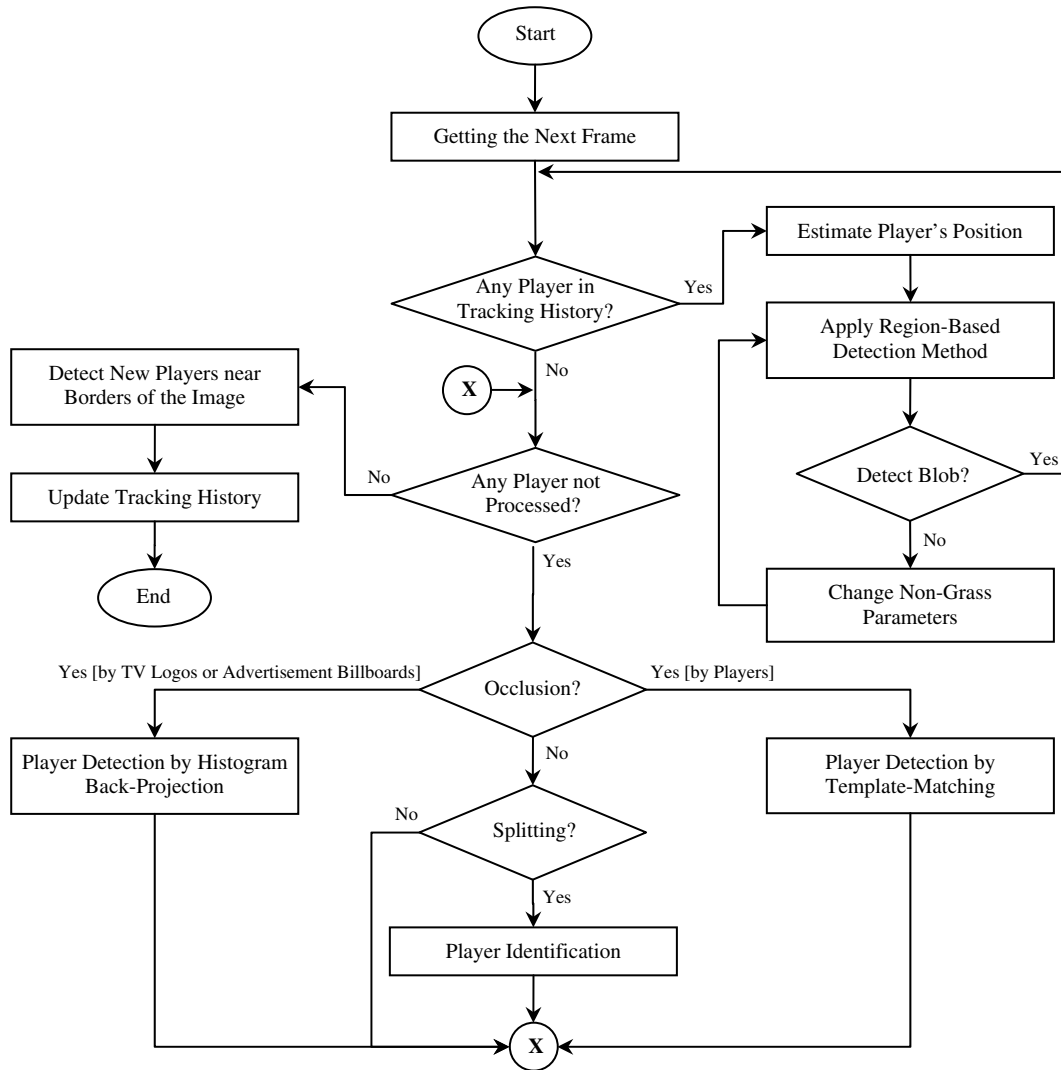 Start
Getting the Next Frame
Any Player in
Tracking History?
Yes
Estimate Player's Position
Apply Region-Based
Detection Method
Detect Blob?
Yes
No
Change Non-Grass
Parameters
No
X
Any Player not
Processed?
No
Detect New Players near
Borders of the Image
Update Tracking History
End
Yes
Occlusion?
Yes [by TV Logos or Advertisement Billboards]
Yes [by Players]
Player Detection by Histogram
Back-Projection
Player Detection by
Template-Matching
No
Splitting?
No
Yes
Player Identification
X